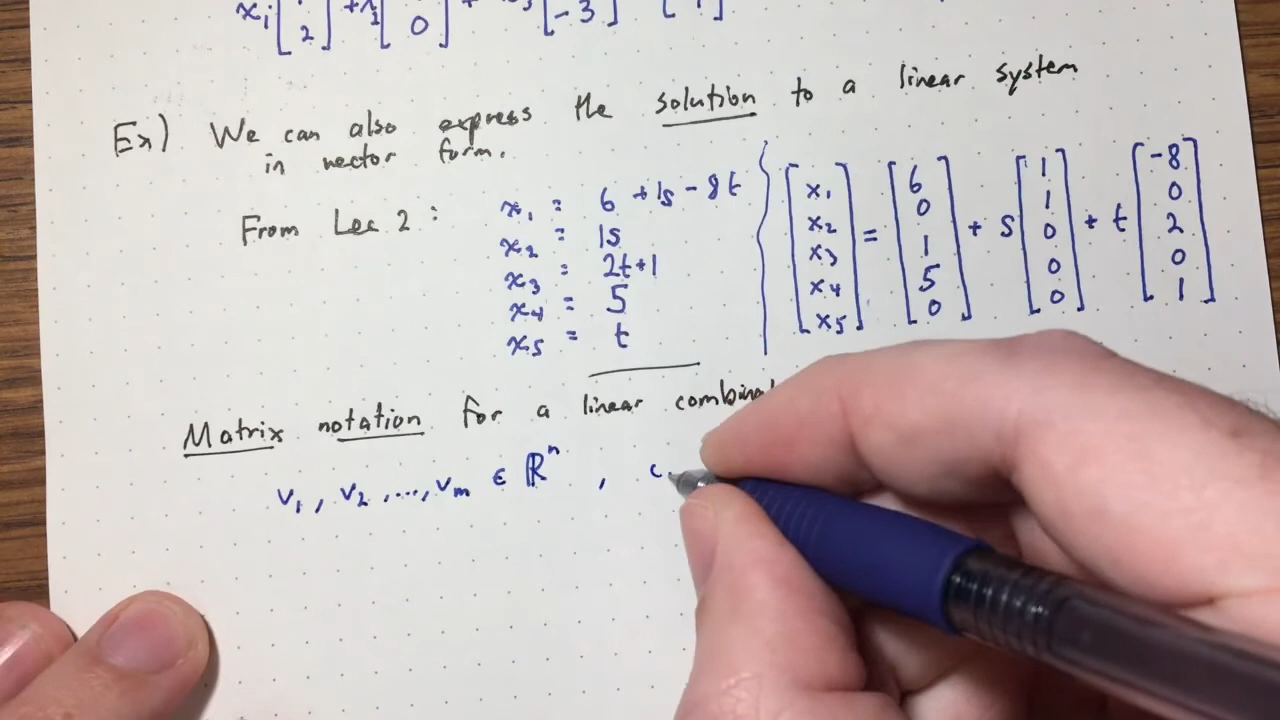 Ex) We can also express the solution to a linear system
in vector form.
From Lec 2 :
x₁ = 6 + 1s - 8t
x₂ = 1s
x₃ = 2t+1
x₄ = 5
x₅ = t
[x₁ x₂ x₃ x₄ x₅] = [6 0 1 5 0] + s [1 1 0 0 0] + t [-8 0 2 0 1]
Matrix notation for a linear
v₁, v₂, ..., vₘ ∈ ℝⁿ , c